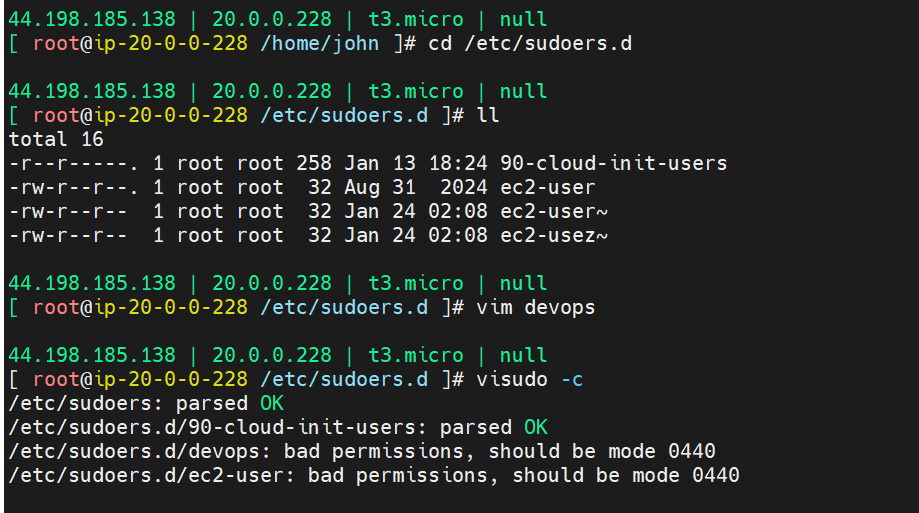 44.198.185.138 | 20.0.0.228 | t3.micro | null
[ root@ip-20-0-0-228 /home/john ]# cd /etc/sudoers.d
44.198.185.138 | 20.0.0.228 | t3.micro | null
[ root@ip-20-0-0-228 /etc/sudoers.d ]# ll
total 16
-r--r-----. 1 root root 258 Jan 13 18:24 90-cloud-init-users
-rw-r--r--. 1 root root  32 Aug 31  2024 ec2-user
-rw-r--r--  1 root root  32 Jan 24 02:08 ec2-user~
-rw-r--r--  1 root root  32 Jan 24 02:08 ec2-usez~
44.198.185.138 | 20.0.0.228 | t3.micro | null
[ root@ip-20-0-0-228 /etc/sudoers.d ]# vim devops
44.198.185.138 | 20.0.0.228 | t3.micro | null
[ root@ip-20-0-0-228 /etc/sudoers.d ]# visudo -c
/etc/sudoers: parsed OK
/etc/sudoers.d/90-cloud-init-users: parsed OK
/etc/sudoers.d/devops: bad permissions, should be mode 0440
/etc/sudoers.d/ec2-user: bad permissions, should be mode 0440